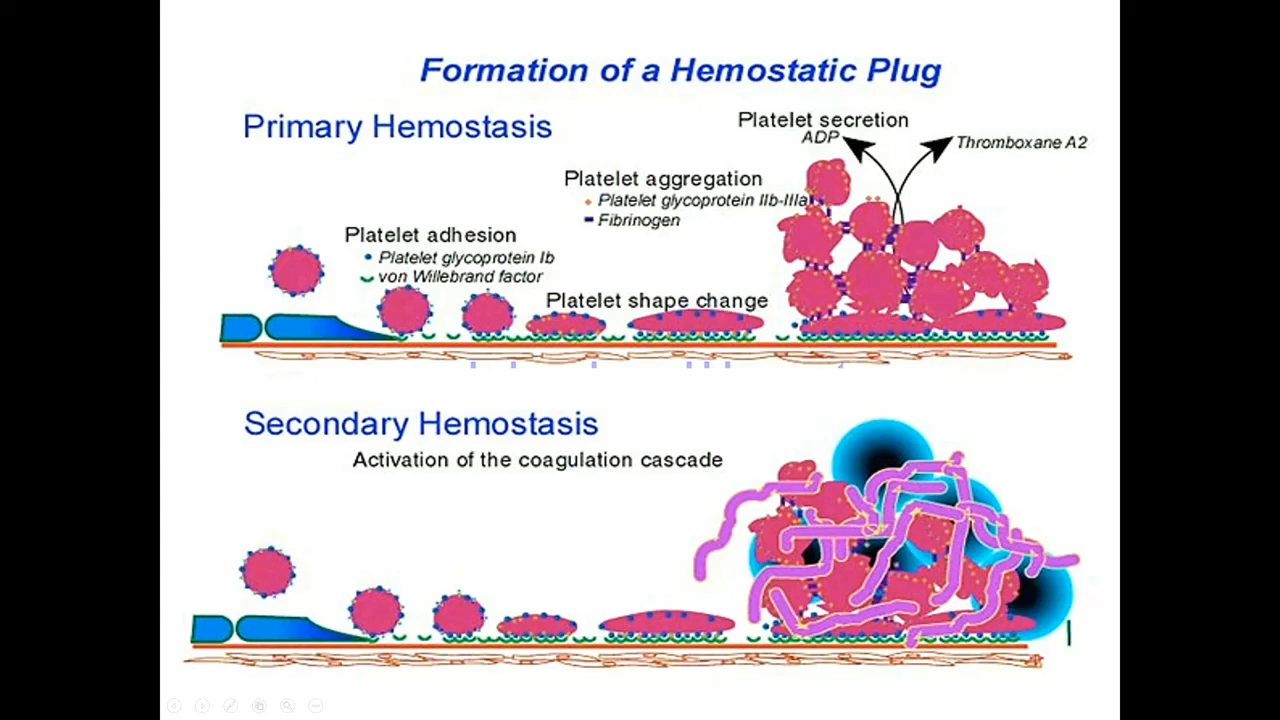 Formation of a Hemostatic Plug
Primary Hemostasis
Platelet secretion
ADP
Thromboxane A2
Platelet aggregation
Platelet glycoprotein IIb-IIIa
Fibrinogen
Platelet adhesion
Platelet glycoprotein Ib
von Willebrand factor
Platelet shape change
Secondary Hemostasis
Activation of the coagulation cascade